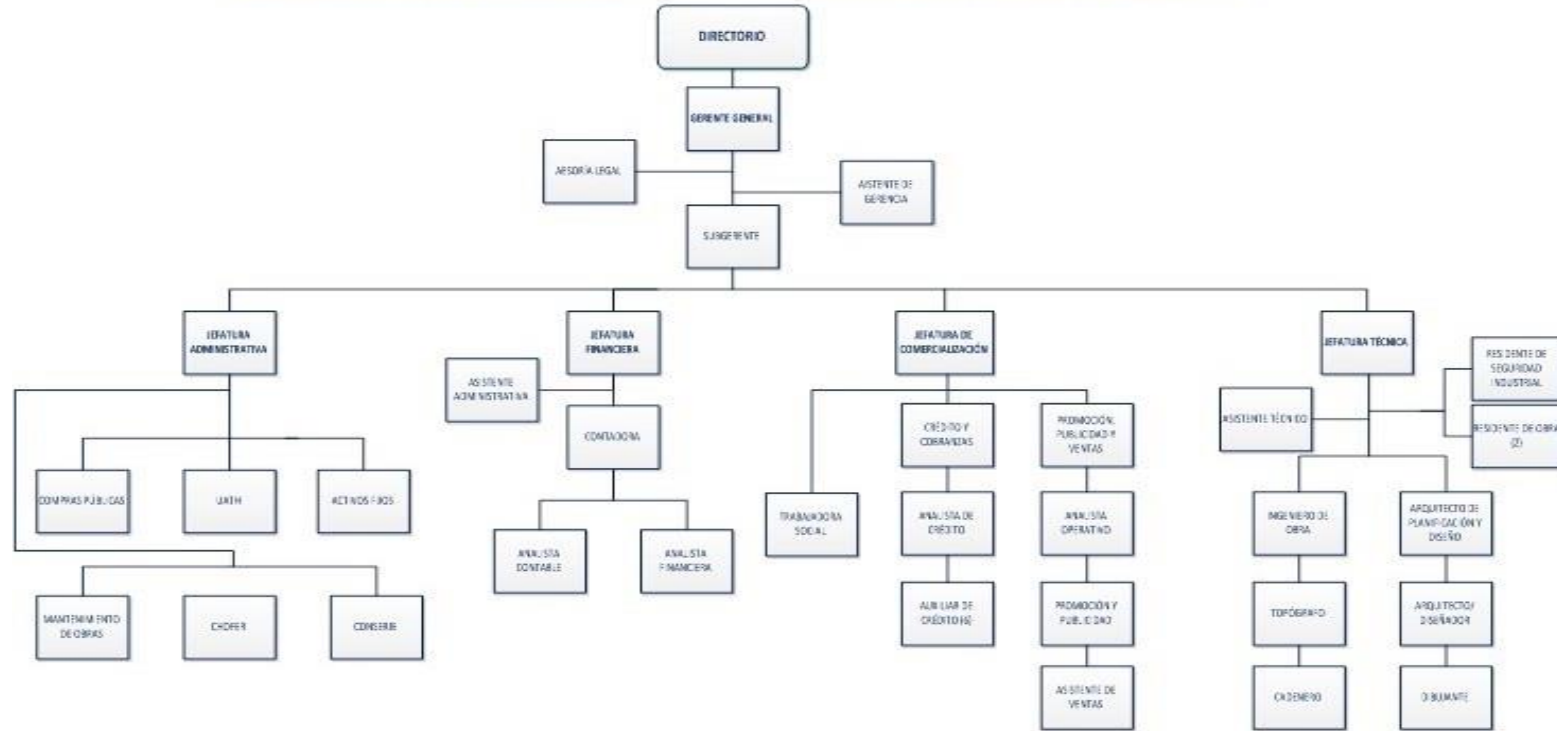 DIRECTORIO
GERENTE GENERAL
AESORÍA LEGAL
AISTENTE DE
GERENCIA
SUBGERENTE
JEFATURA
ADMINISTRATIVA
JEFATURA
FINANCIERA
JEFATURA DE
COMERCIALIZACIÓN
JEFATURA TÉCNICA
RESIDENTE DE
SEGURIDAD
INDUSTRIAL
ASISTENTE
ADMINISTRATIVA
ASISTENTE TÉCNICO
RESIDENTE DE OBRA
(2)
CONTADORA
CRÉDITO Y
COBRANZAS
PROMOCIÓN,
PUBLICIDAD Y
VENTAS
COMPRAS PÚBLICAS
UATH
ACTIVOS FIJOS
TRABAJADORA
SOCIAL
ANALISTA DE
CRÉDITO
ANALISTA
OPERATIVO
INGENIERO DE
OBRA
ARQUITECTO DE
PLANIFICACIÓN Y
DISEÑO
ANALISTA
CONTABLE
ANALISTA
FINANCIERA
MANTENIMIENTO
DE OBRAS
CHOFER
CONSERJE
AUXILIAR DE
CRÉDITO (6)
PROMOCIÓN Y
PUBLICIDAD
TOPÓGRAFO
ARQUITECTO/
DISEÑADOR
ASISTENTE DE
VENTAS
CADENERO
DIBUJANTE